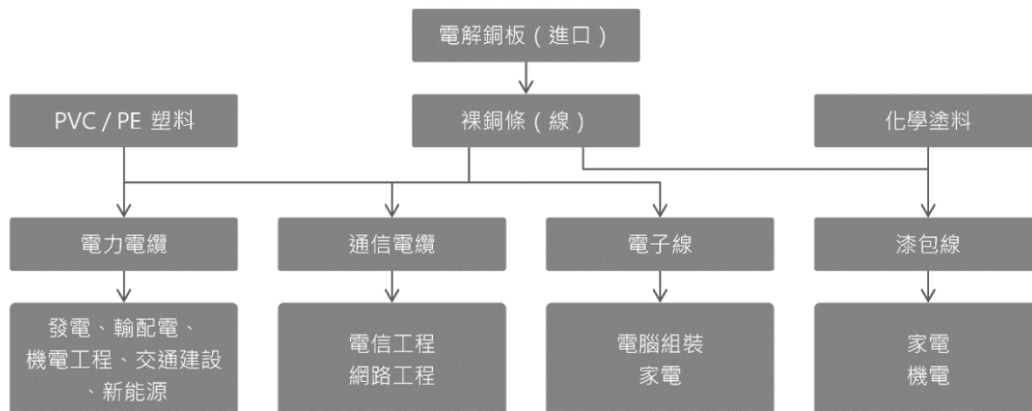 電解銅板（進口）
PVC / PE 塑料
裸銅條（線）
化學塗料
電力電纜
通信電纜
電子線
漆包線
發電、輸配電、
機電工程、交通建設
、新能源
電信工程
網路工程
電腦組裝
家電
家電
機電